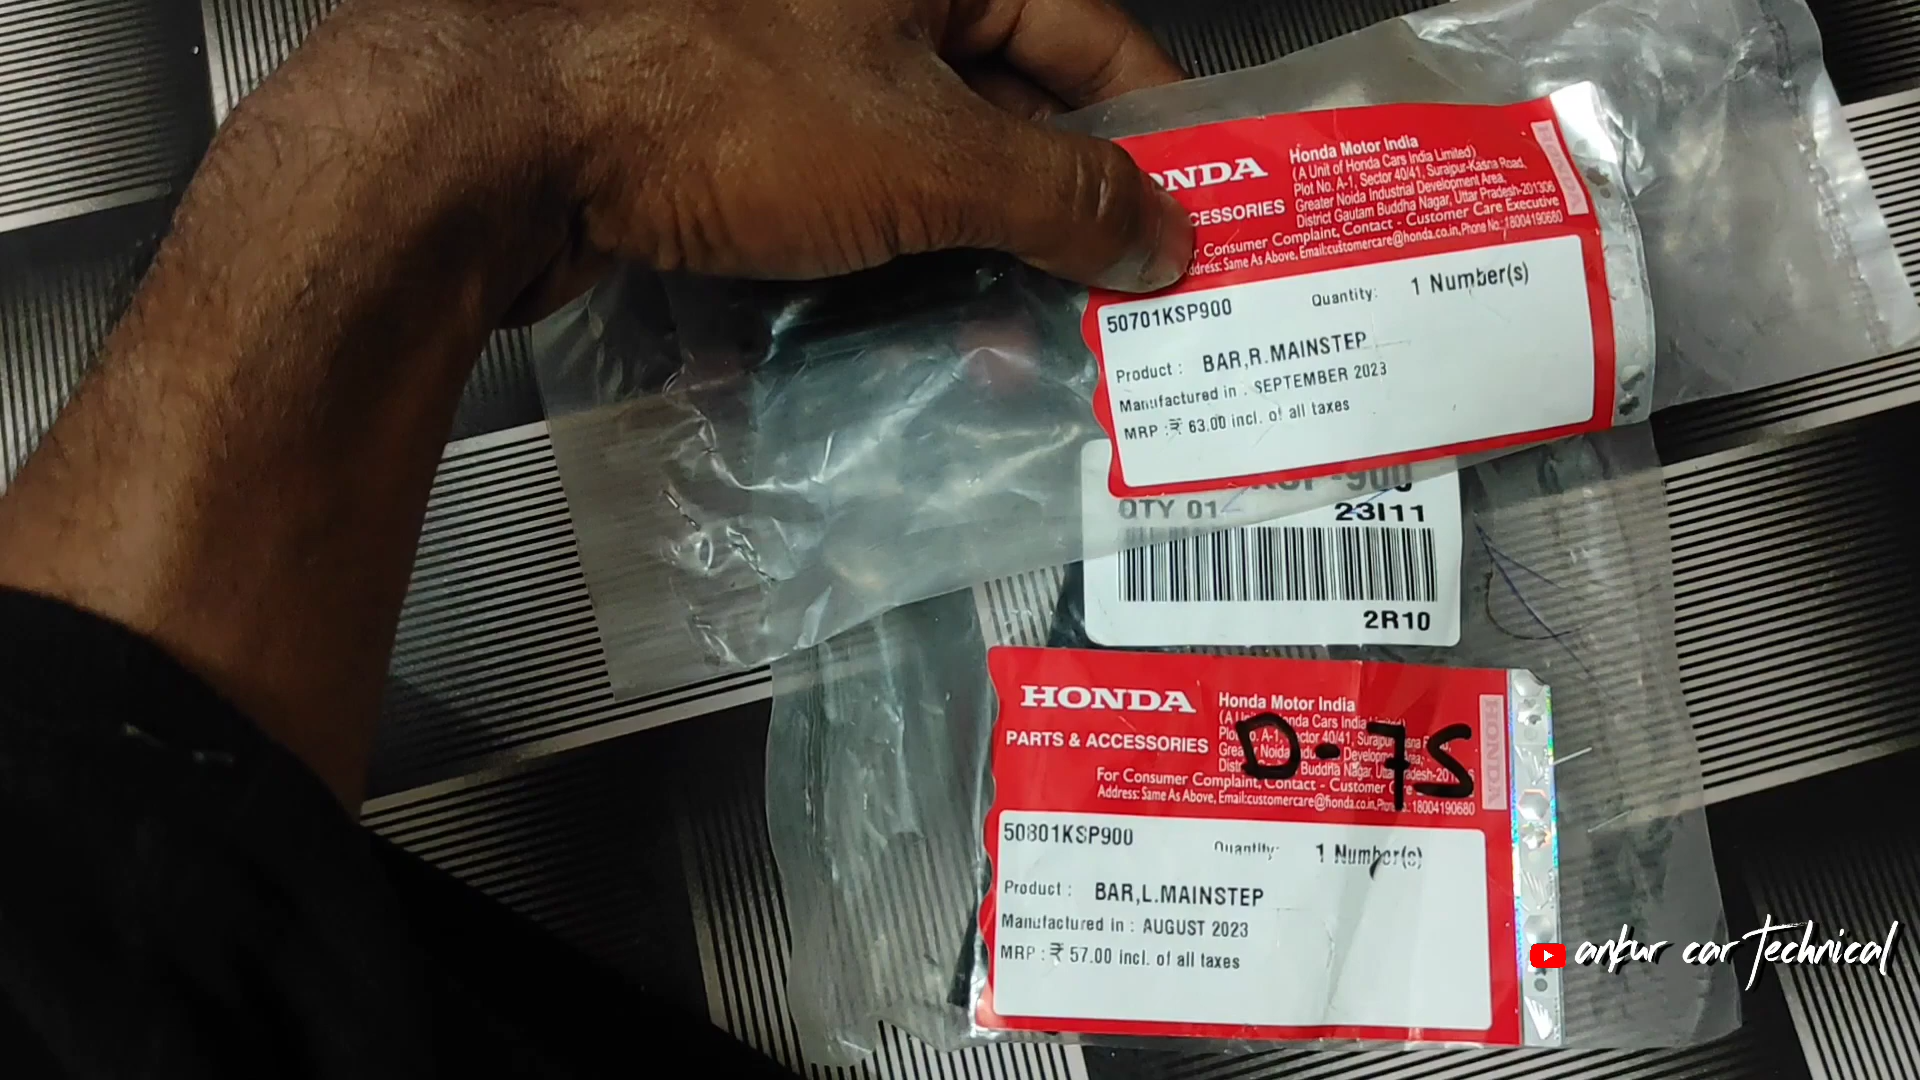 NDA
CESSORIES
Honda Motor India
(A Unit of Honda Cars India Limited)
Plot No. A-1, Sector 40/41, Surajpur-Kasna Road,
Greater Noida Industrial Development Area,
District Gautam Buddha Nagar, Uttar Pradesh-201306
r Consumer Complaint, Contact - Customer Care Executive
ddress: Same As Above, Email:customercare@honda.co.in, Phone No.:18004190680
50701KSP900 Quantity: 1 Number(s)
Product : BAR,R.MAINSTEP
Manufactured in : SEPTEMBER 2023
MRP : ₹ 63.00 incl. of all taxes
QTY 01 23I11
2R10
HONDA
PARTS & ACCESSORIES
Honda Motor India
D-7S
For Consumer Complaint, Contact - Customer
Address: Same As Above, Email:customercare@honda.co.in, 18004190680
HONDA
50801KSP900 Quantity: 1 Number(s)
Product : BAR,L.MAINSTEP
Manufactured in : AUGUST 2023
MRP : ₹ 57.00 incl. of all taxes
ankur car Technical